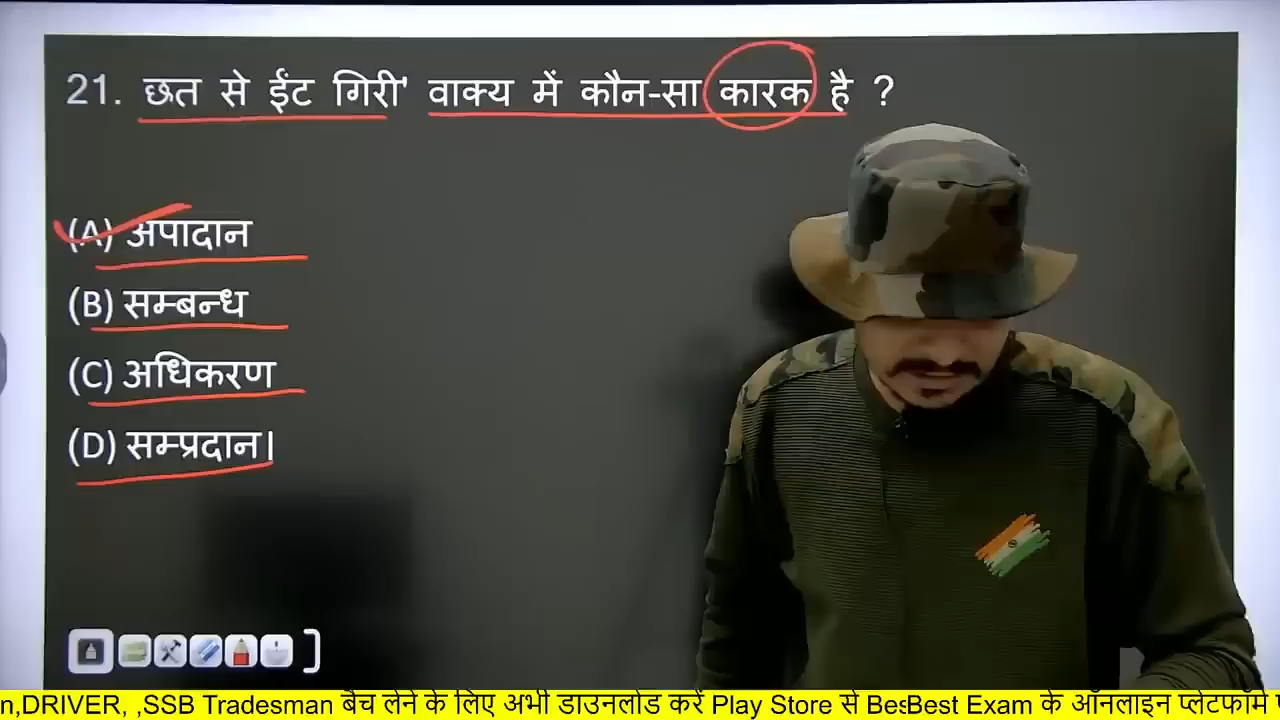 21. छत से ईंट गिरी' वाक्य में कौन-सा कारक है ?
(A) अपादान
(B) सम्बन्ध
(C) अधिकरण
(D) सम्प्रदान।
n,DRIVER, ,SSB Tradesman बैच लेने के लिए अभी डाउनलोड करें Play Store से Best Exam के ऑनलाइन प्लेटफॉर्म